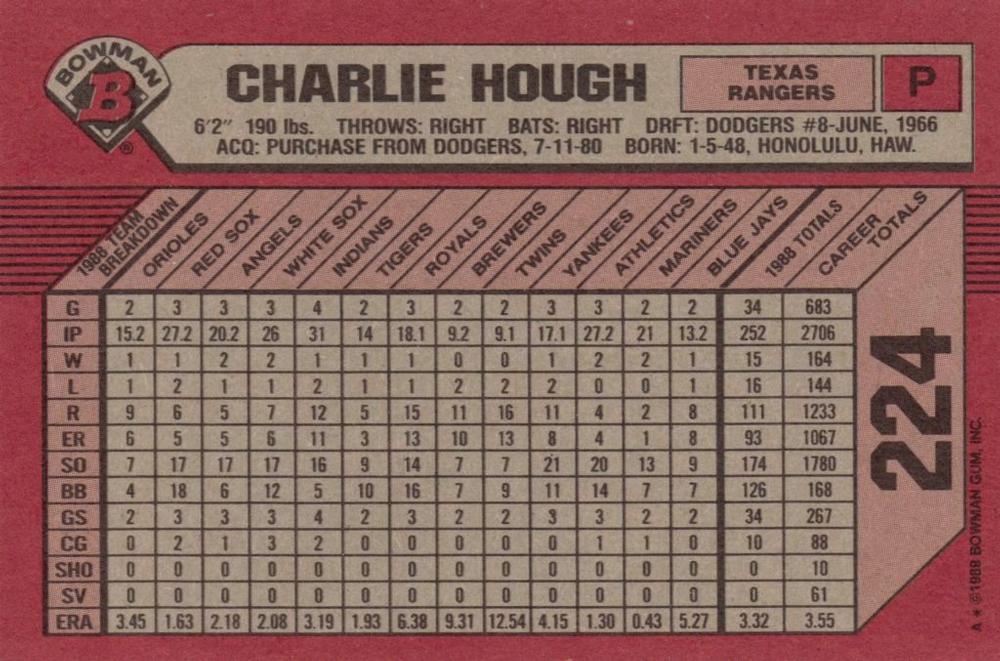 BOWMAN
B
®
CHARLIE HOUGH
TEXAS
RANGERS
P
6'2" 190 lbs. THROWS: RIGHT BATS: RIGHT DRFT: DODGERS #8-JUNE, 1966
ACQ: PURCHASE FROM DODGERS, 7-11-80 BORN: 1-5-48, HONOLULU, HAW.
1988 TEAM
BREAKDOWN
ORIOLES
RED SOX
ANGELS
WHITE SOX
INDIANS
TIGERS
ROYALS
BREWERS
TWINS
YANKEES
ATHLETICS
MARINERS
BLUE JAYS
1988 TOTALS
CAREER
TOTALS
G 2 3 3 3 4 2 3 2 2 3 3 2 2 34 683
IP 15.2 27.2 20.2 26 31 14 18.1 9.2 9.1 17.1 27.2 21 13.2 252 2706
W 1 1 2 2 1 1 1 0 0 1 2 2 1 15 164
L 1 2 1 1 2 1 1 2 2 2 0 0 1 16 144
R 9 6 5 7 12 5 15 11 16 11 4 2 8 111 1233
ER 6 5 5 6 11 3 13 10 13 8 4 1 8 93 1067
SO 7 17 17 17 16 9 14 7 7 21 20 13 9 174 1780
BB 4 18 6 12 5 10 16 7 9 11 14 7 7 126 168
GS 2 3 3 3 4 2 3 2 2 3 3 2 2 34 267
CG 0 2 1 3 2 0 0 0 0 0 1 1 0 10 88
SHO 0 0 0 0 0 0 0 0 0 0 0 0 0 0 10
SV 0 0 0 0 0 0 0 0 0 0 0 0 0 0 61
ERA 3.45 1.63 2.18 2.08 3.19 1.93 6.38 9.31 12.54 4.15 1.30 0.43 5.27 3.32 3.55
224
A ★ ©1988 BOWMAN GUM, INC.